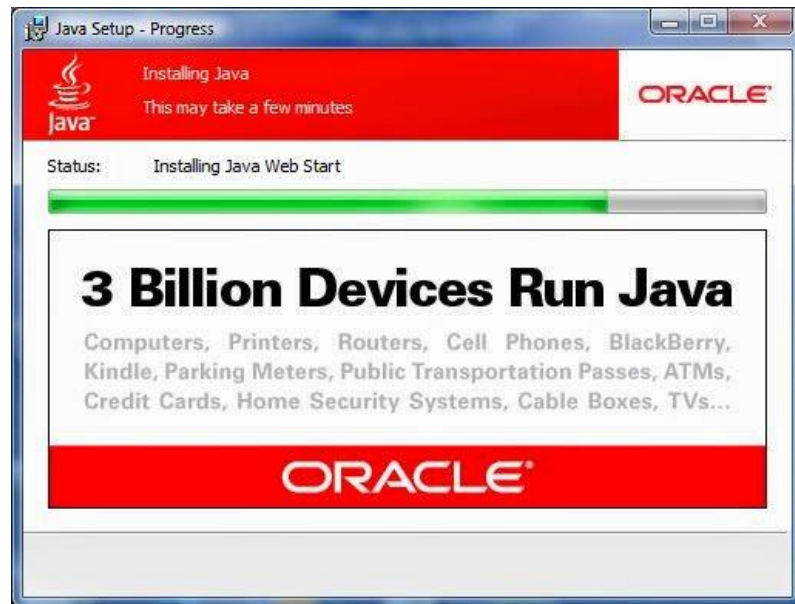 Java Setup - Progress
Installing Java
This may take a few minutes
Java™
ORACLE®
Status: Installing Java Web Start
3 Billion Devices Run Java
Computers, Printers, Routers, Cell Phones, BlackBerry,
Kindle, Parking Meters, Public Transportation Passes, ATMs,
Credit Cards, Home Security Systems, Cable Boxes, TVs...
ORACLE®